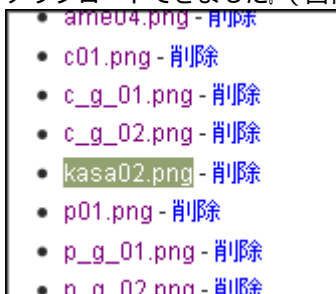 ame04.png - 削除
c01.png - 削除
c_g_01.png - 削除
c_g_02.png - 削除
kasa02.png - 削除
p01.png - 削除
p_g_01.png - 削除
p_g_02.png - 削除